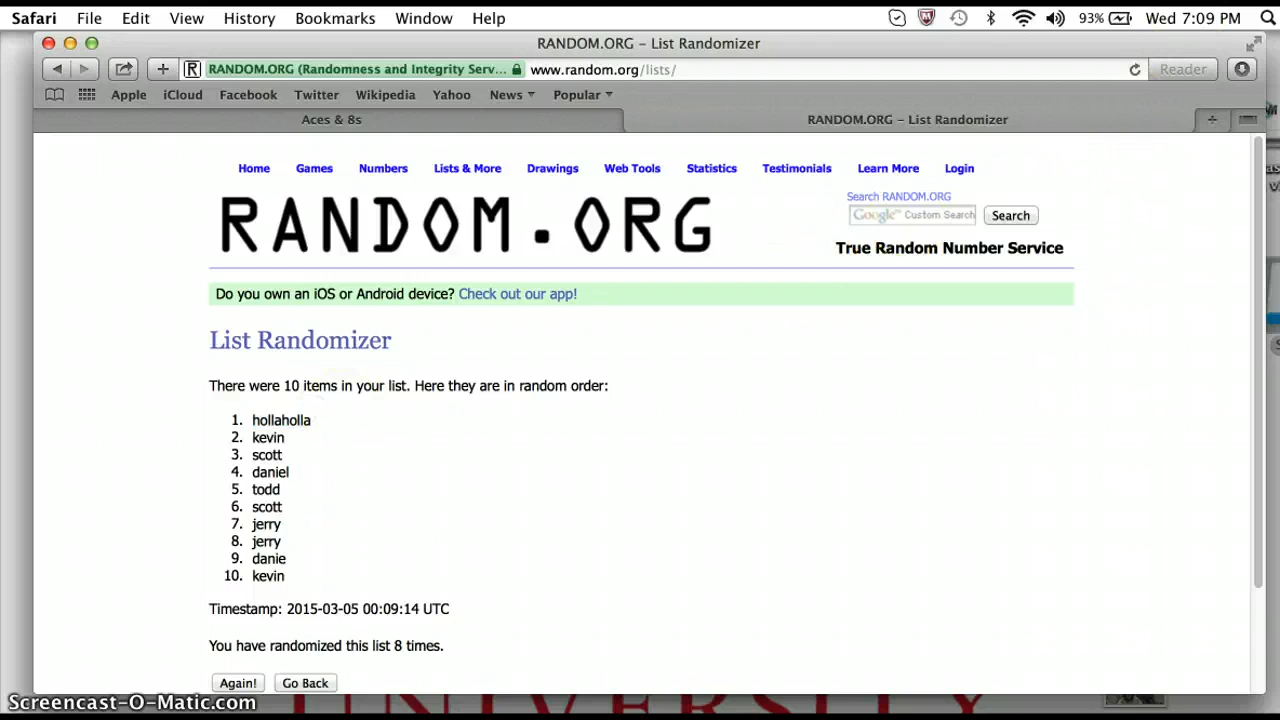 Safari File Edit View History Bookmarks Window Help 93% Wed 7:09 PM
RANDOM.ORG – List Randomizer
RANDOM.ORG (Randomness and Integrity Serv... www.random.org/lists/ Reader
Apple iCloud Facebook Twitter Wikipedia Yahoo News Popular
Aces & 8s RANDOM.ORG – List Randomizer
Home Games Numbers Lists & More Drawings Web Tools Statistics Testimonials Learn More Login
RANDOM.ORG
Search RANDOM.ORG
Google™ Custom Search Search
True Random Number Service
Do you own an iOS or Android device? Check out our app!
List Randomizer
There were 10 items in your list. Here they are in random order:
1. hollaholla
2. kevin
3. scott
4. daniel
5. todd
6. scott
7. jerry
8. jerry
9. danie
10. kevin
Timestamp: 2015-03-05 00:09:14 UTC
You have randomized this list 8 times.
Again! Go Back
UNIVERSITY
Screencast-O-Matic.com